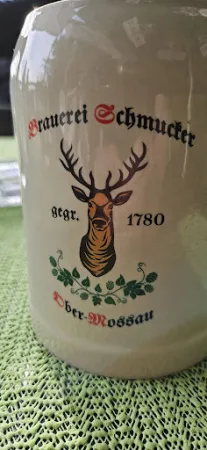 Brauerei Schmucker
gegr. 1780
Ober-Mossau